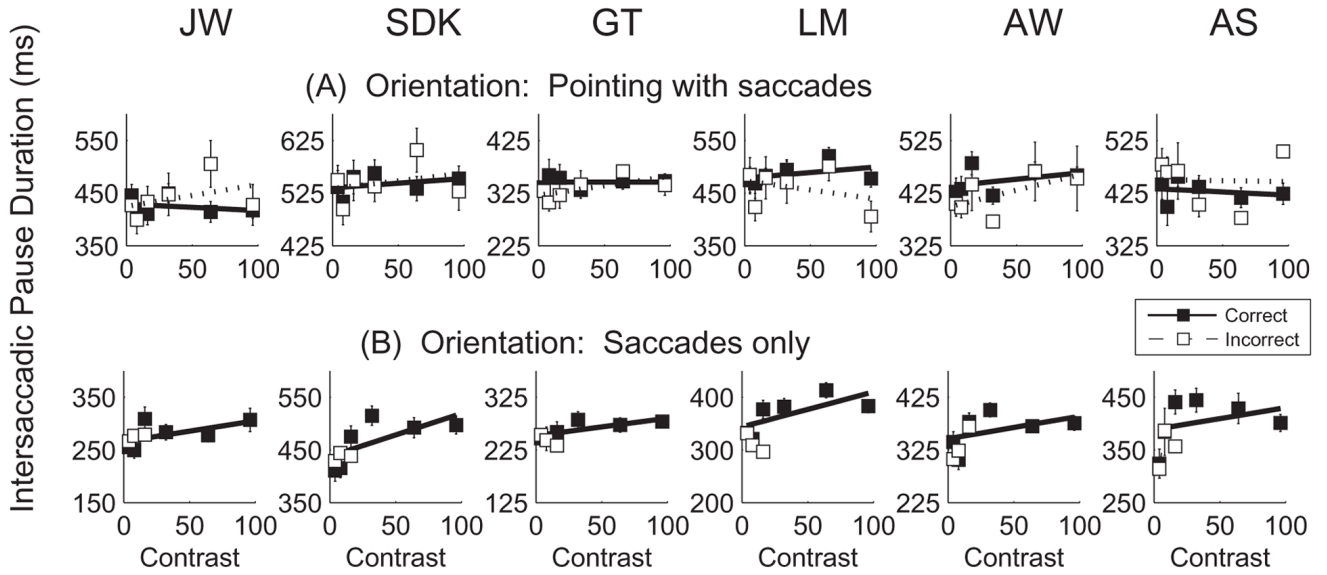 JW SDK GT LM AW AS
Intersaccadic Pause Duration (ms)
(A) Orientation: Pointing with saccades
550 625 425 550 525 525
450 525 325 450 425 425
350 425 225 350 325 325
0 50 100 0 50 100 0 50 100 0 50 100 0 50 100 0 50 100
Correct
Incorrect
(B) Orientation: Saccades only
350 550 325 400 425 450
250 450 225 300 325 350
150 350 125 200 225 250
0 50 100 0 50 100 0 50 100 0 50 100 0 50 100 0 50 100
Contrast Contrast Contrast Contrast Contrast Contrast